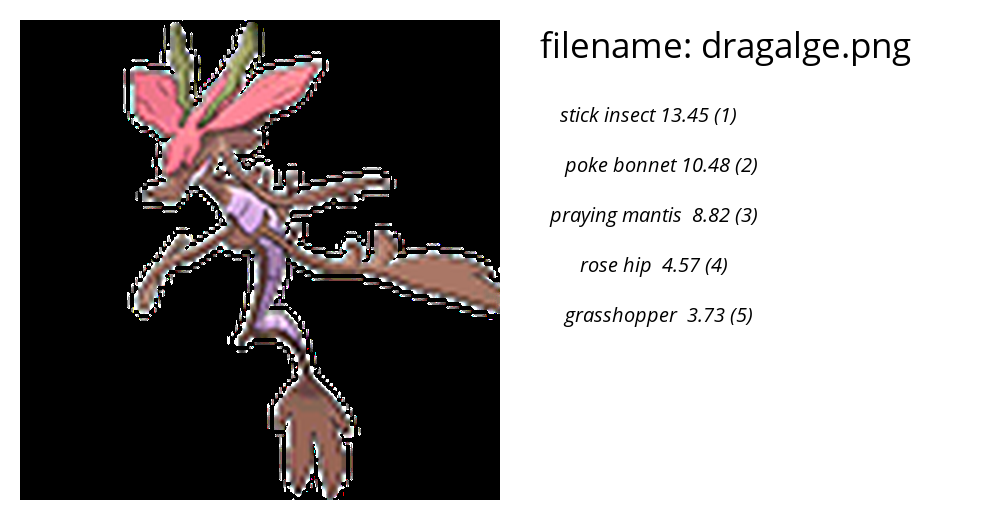 filename: dragalge.png
stick insect 13.45 (1)
poke bonnet 10.48 (2)
praying mantis 8.82 (3)
rose hip 4.57 (4)
grasshopper 3.73 (5)